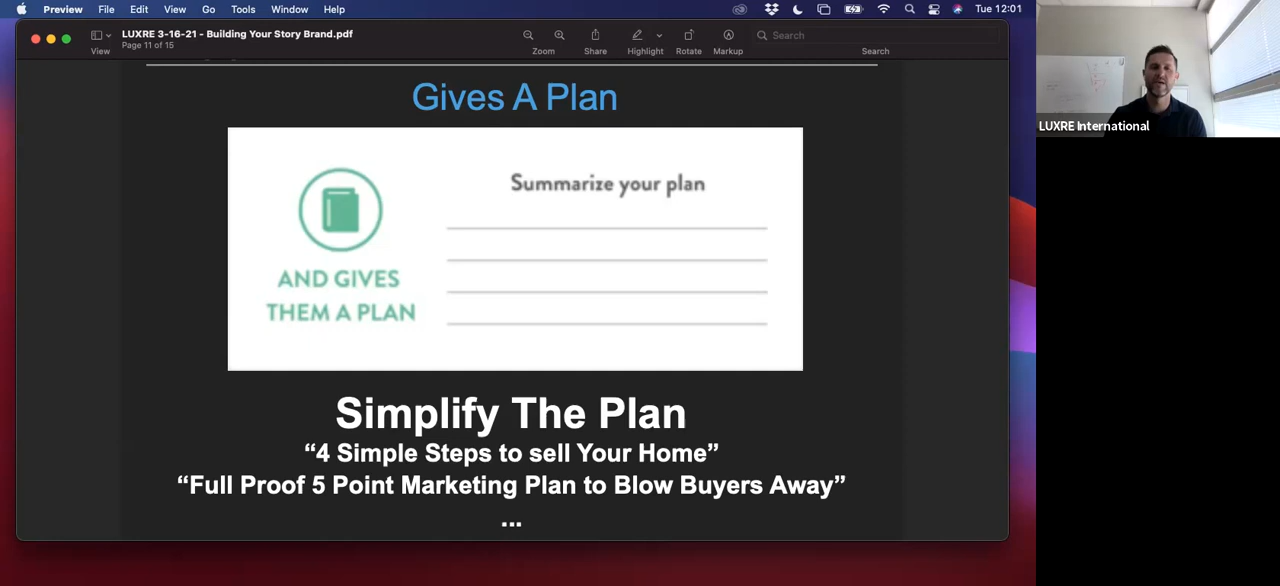 Preview File Edit View Go Tools Window Help Tue 12:01
LUXRE 3-16-21 - Building Your Story Brand.pdf
Page 11 of 15
View Zoom Share Highlight Rotate Markup Search
Search
Gives A Plan
Summarize your plan
AND GIVES
THEM A PLAN
Simplify The Plan
“4 Simple Steps to sell Your Home”
“Full Proof 5 Point Marketing Plan to Blow Buyers Away”
...
LUXRE International